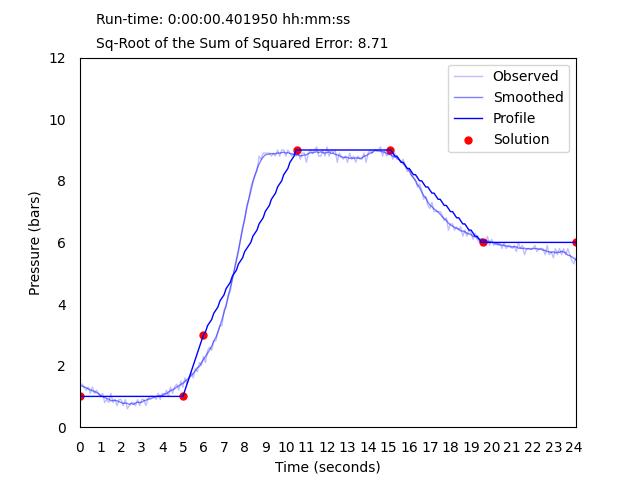 Run-time: 0:00:00.401950 hh:mm:ss
Sq-Root of the Sum of Squared Error: 8.71
12
10
8
6
4
2
0
Pressure (bars)
Observed
Smoothed
Profile
Solution
0 1 2 3 4 5 6 7 8 9 10 11 12 13 14 15 16 17 18 19 20 21 22 23 24
Time (seconds)